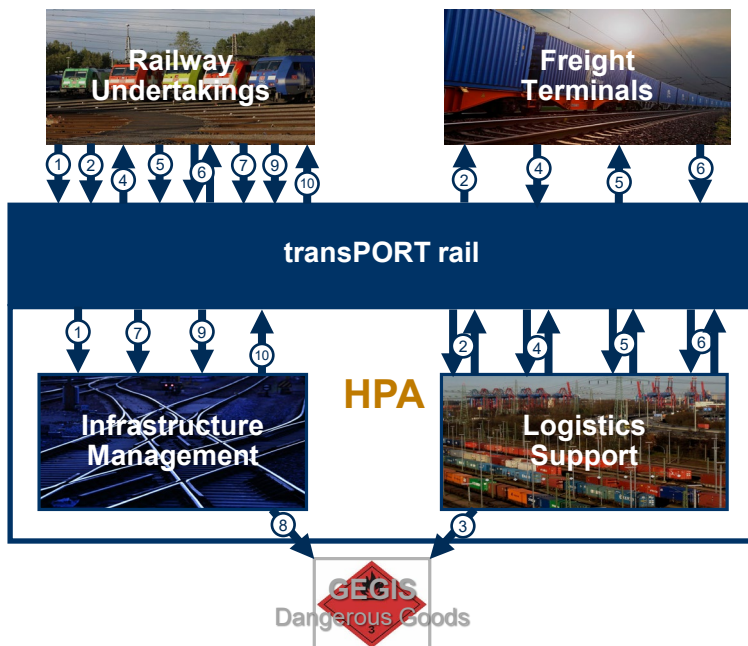 Railway
Undertakings
Freight
Terminals
1
2
4
5
6
7
9
10
2
4
5
6
transPORT rail
1
7
9
10
2
4
5
6
HPA
Infrastructure
Management
Logistics
Support
8
3
GEGIS
Dangerous Goods
3